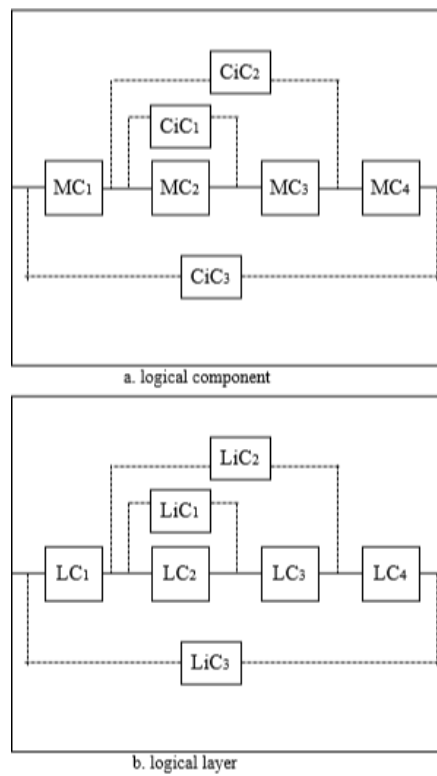 CiC₂
CiC₁
MC₁ MC₂ MC₃ MC₄
CiC₃
a. logical component
LiC₂
LiC₁
LC₁ LC₂ LC₃ LC₄
LiC₃
b. logical layer